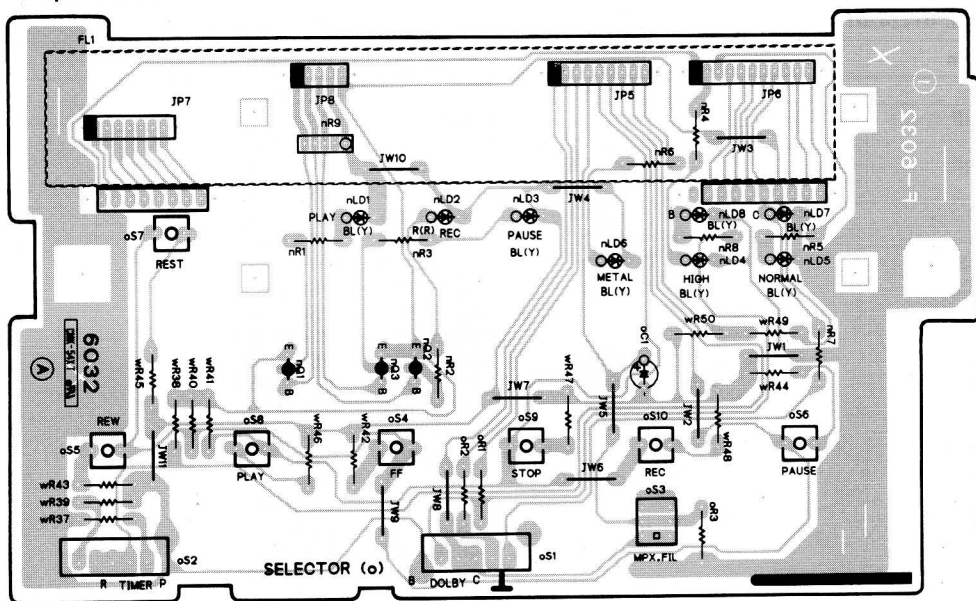 FL1
JP7
JP8
nR9
JP5
JP6
nR4
JW3
nR6
JW10
JW4
PLAY nLD1
BL(Y)
nLD2
R(R) REC
nLD3
PAUSE
BL(Y)
B nLD8
BL(Y)
C nLD7
BL(Y)
oS7
REST
nR1
nR3
nLD6
METAL
BL(Y)
nR8
nLD4
HIGH
BL(Y)
nR5
nLD5
NORMAL
BL(Y)
X
PF-6032
6032
A
wR50
wR49
nR7
JW1
wR44
oC1
wR45
wR38
wR40
wR41
E
nQ1
B
E
nQ3
B
E
nQ2
B
nR2
JW7
wR47
JW5
JW2
wR48
REW
oS5
JW11
oS8
PLAY
wR46
wR42
oS4
FF
oR2
oR1
oS9
STOP
oS10
REC
oS6
PAUSE
JW6
wR43
wR39
wR37
JW9
JW8
oS3
MPX.FIL
oR3
oS2
R TIMER P
SELECTOR (o)
oS1
B DOLBY C